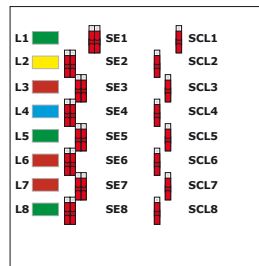 L1 SE1 SCL1
L2 SE2 SCL2
L3 SE3 SCL3
L4 SE4 SCL4
L5 SE5 SCL5
L6 SE6 SCL6
L7 SE7 SCL7
L8 SE8 SCL8